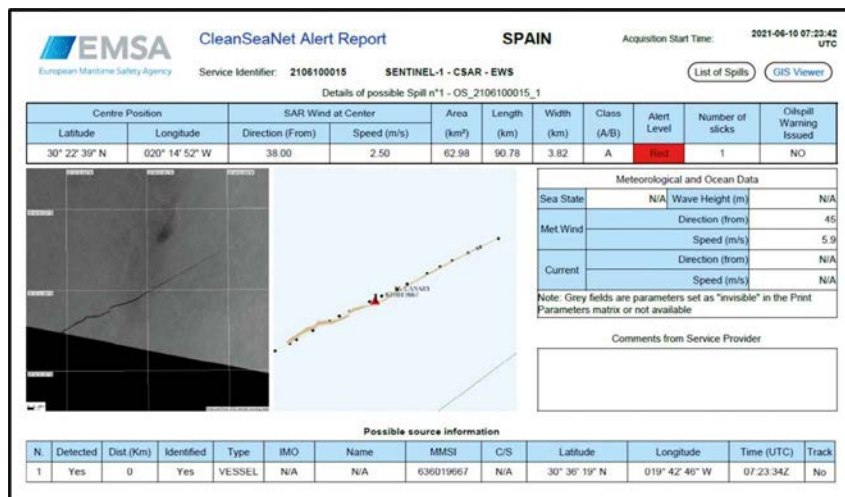 EMSA
European Maritime Safety Agency
CleanSeaNet Alert Report
SPAIN
Acquisition Start Time:
2021-06-10 07:23:42
UTC
Service Identifier: 2106100015 SENTINEL-1 - CSAR - EWS
List of Spills
GIS Viewer
Details of possible Spill n°1 - OS_2106100015_1
Centre Position SAR Wind at Center Area Length Width Class Alert Level Number of slicks Oilspill Warning Issued
Latitude Longitude Direction (From) Speed (m/s) (km²) (km) (km) (A/B)
30° 22' 39" N 020° 14' 52" W 38.00 2.50 62.98 90.78 3.82 A Red 1 NO
636019667
Meteorological and Ocean Data
Sea State N/A Wave Height (m) N/A
Met.Wind Direction (from) 45
Speed (m/s) 5.9
Current Direction (from) N/A
Speed (m/s) N/A
Note: Grey fields are parameters set as "invisible" in the Print
Parameters matrix or not available
Comments from Service Provider
Possible source information
N. Detected Dist.(Km) Identified Type IMO Name MMSI C/S Latitude Longitude Time (UTC) Track
1 Yes 0 Yes VESSEL N/A N/A 636019667 N/A 30° 36' 19" N 019° 42' 46" W 07:23:34Z No